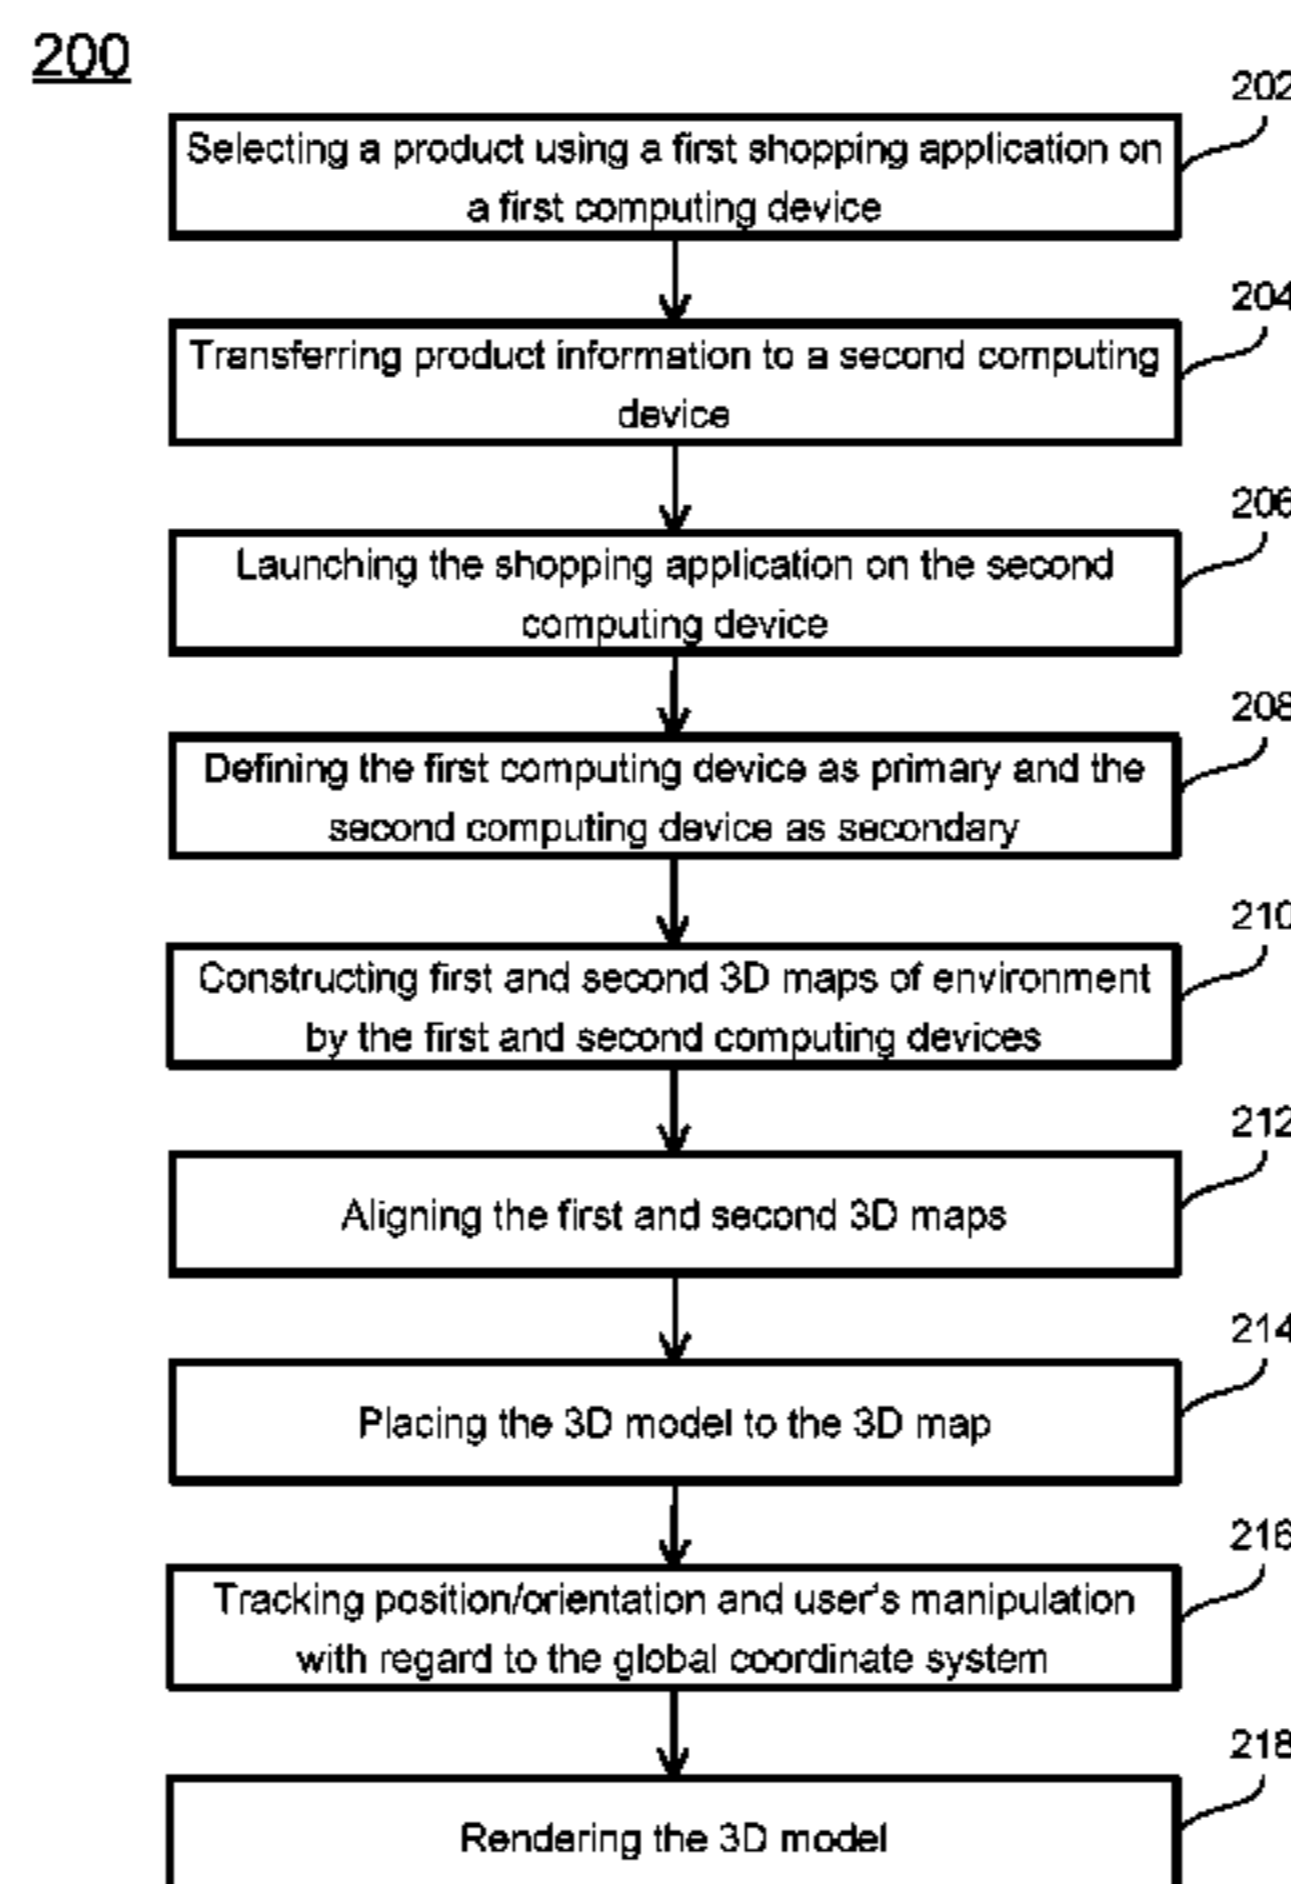 200
202
Selecting a product using a first shopping application on
a first computing device
204
Transferring product information to a second computing
device
206
Launching the shopping application on the second
computing device
208
Defining the first computing device as primary and the
second computing device as secondary
210
Constructing first and second 3D maps of environment
by the first and second computing devices
212
Aligning the first and second 3D maps
214
Placing the 3D model to the 3D map
216
Tracking position/orientation and user's manipulation
with regard to the global coordinate system
218
Rendering the 3D model